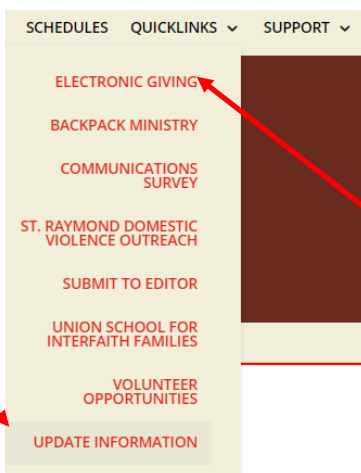 SCHEDULES QUICKLINKS SUPPORT
ELECTRONIC GIVING
BACKPACK MINISTRY
COMMUNICATIONS
SURVEY
ST. RAYMOND DOMESTIC
VIOLENCE OUTREACH
SUBMIT TO EDITOR
UNION SCHOOL FOR
INTERFAITH FAMILIES
VOLUNTEER
OPPORTUNITIES
UPDATE INFORMATION